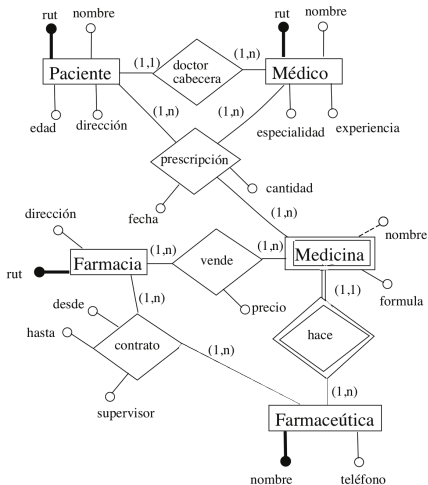 rut nombre rut nombre
Paciente (1,1) doctor cabecera (1,n) Médico
edad dirección (1,n) (1,n) especialidad experiencia
prescripción
fecha cantidad
(1,n)
dirección nombre
Farmacia (1,n) vende (1,n) Medicina
rut
precio formula
(1,n) (1,1)
desde
hasta contrato hace
(1,n)
supervisor (1,n)
Farmaceútica
nombre teléfono